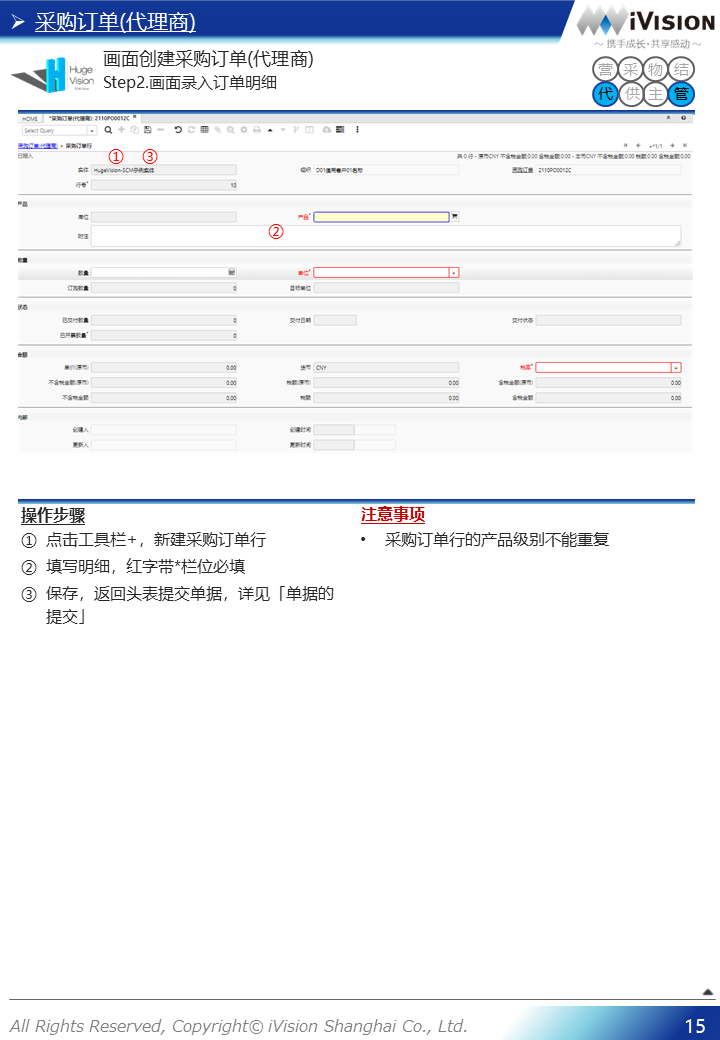 ➢ 采购订单(代理商)
iVision
～ 携手成长·共享感动 ～
Huge
Vision
画面创建采购订单(代理商)
Step2.画面录入订单明细
营 采 物 结
代 供 主 管
HOME *采购订单(代理商): 2110PO0012C
Select Query
采购订单(代理商) > 采购订单行
+*1/1
① ③
已插入 共 0 行 - 原币CNY 不含税金额:0.00 含税金额:0.00 - 本币CNY 不含税金额:0.00 税额:0.00 含税金额:0.00
实体 HugeVision-SCM示例实体 组织 D01信用客户01名称 采购订单 2110PO0012C
行号* 10
产品
库位 产品*
附注 ②
数量
数量 单位*
订购数量 0 目标单位
状态
已交付数量 0 交付日期 交付状态
已开票数量* 0
金额
单价(原币) 0.00 货币 CNY 税率*
不含税金额(原币) 0.00 税额(原币) 0.00 含税金额(原币) 0.00
不含税金额 0.00 税额 0.00 含税金额 0.00
内部
创建人 创建时间
更新人 更新时间
操作步骤
① 点击工具栏+，新建采购订单行
② 填写明细，红字带*栏位必填
③ 保存，返回头表提交单据，详见「单据的
提交」
注意事项
• 采购订单行的产品级别不能重复
All Rights Reserved, Copyright© iVision Shanghai Co., Ltd.
15